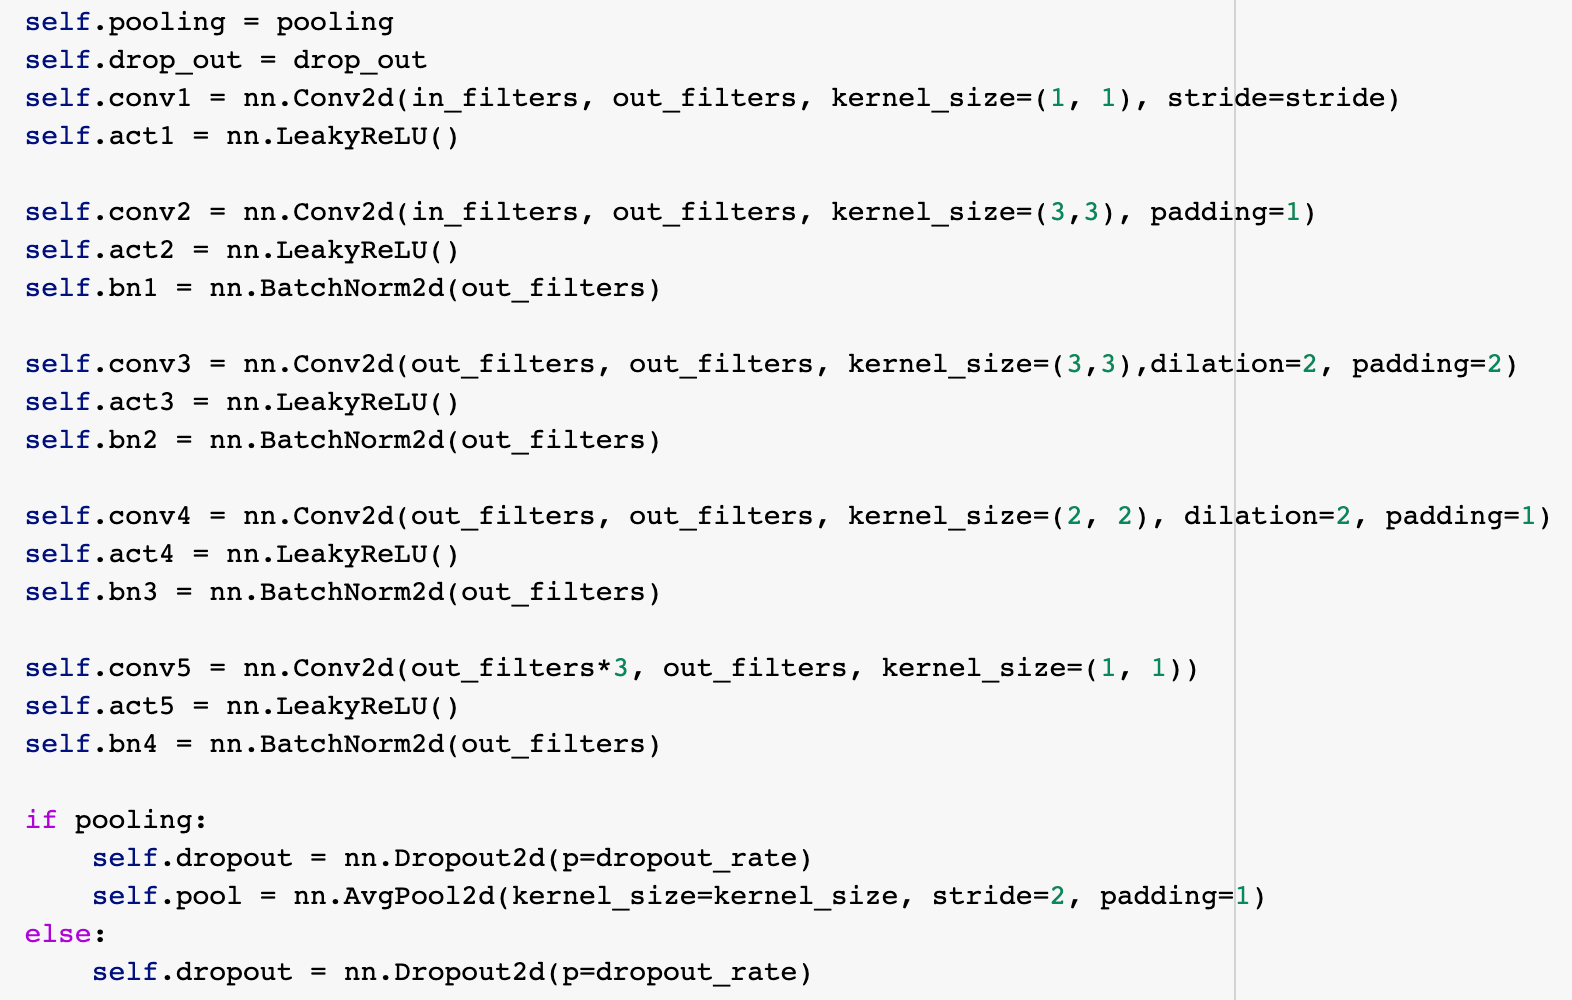 self.pooling = pooling
self.drop_out = drop_out
self.conv1 = nn.Conv2d(in_filters, out_filters, kernel_size=(1, 1), stride=stride)
self.act1 = nn.LeakyReLU()
self.conv2 = nn.Conv2d(in_filters, out_filters, kernel_size=(3,3), padding=1)
self.act2 = nn.LeakyReLU()
self.bn1 = nn.BatchNorm2d(out_filters)
self.conv3 = nn.Conv2d(out_filters, out_filters, kernel_size=(3,3),dilation=2, padding=2)
self.act3 = nn.LeakyReLU()
self.bn2 = nn.BatchNorm2d(out_filters)
self.conv4 = nn.Conv2d(out_filters, out_filters, kernel_size=(2, 2), dilation=2, padding=1)
self.act4 = nn.LeakyReLU()
self.bn3 = nn.BatchNorm2d(out_filters)
self.conv5 = nn.Conv2d(out_filters*3, out_filters, kernel_size=(1, 1))
self.act5 = nn.LeakyReLU()
self.bn4 = nn.BatchNorm2d(out_filters)
if pooling:
    self.dropout = nn.Dropout2d(p=dropout_rate)
    self.pool = nn.AvgPool2d(kernel_size=kernel_size, stride=2, padding=1)
else:
    self.dropout = nn.Dropout2d(p=dropout_rate)